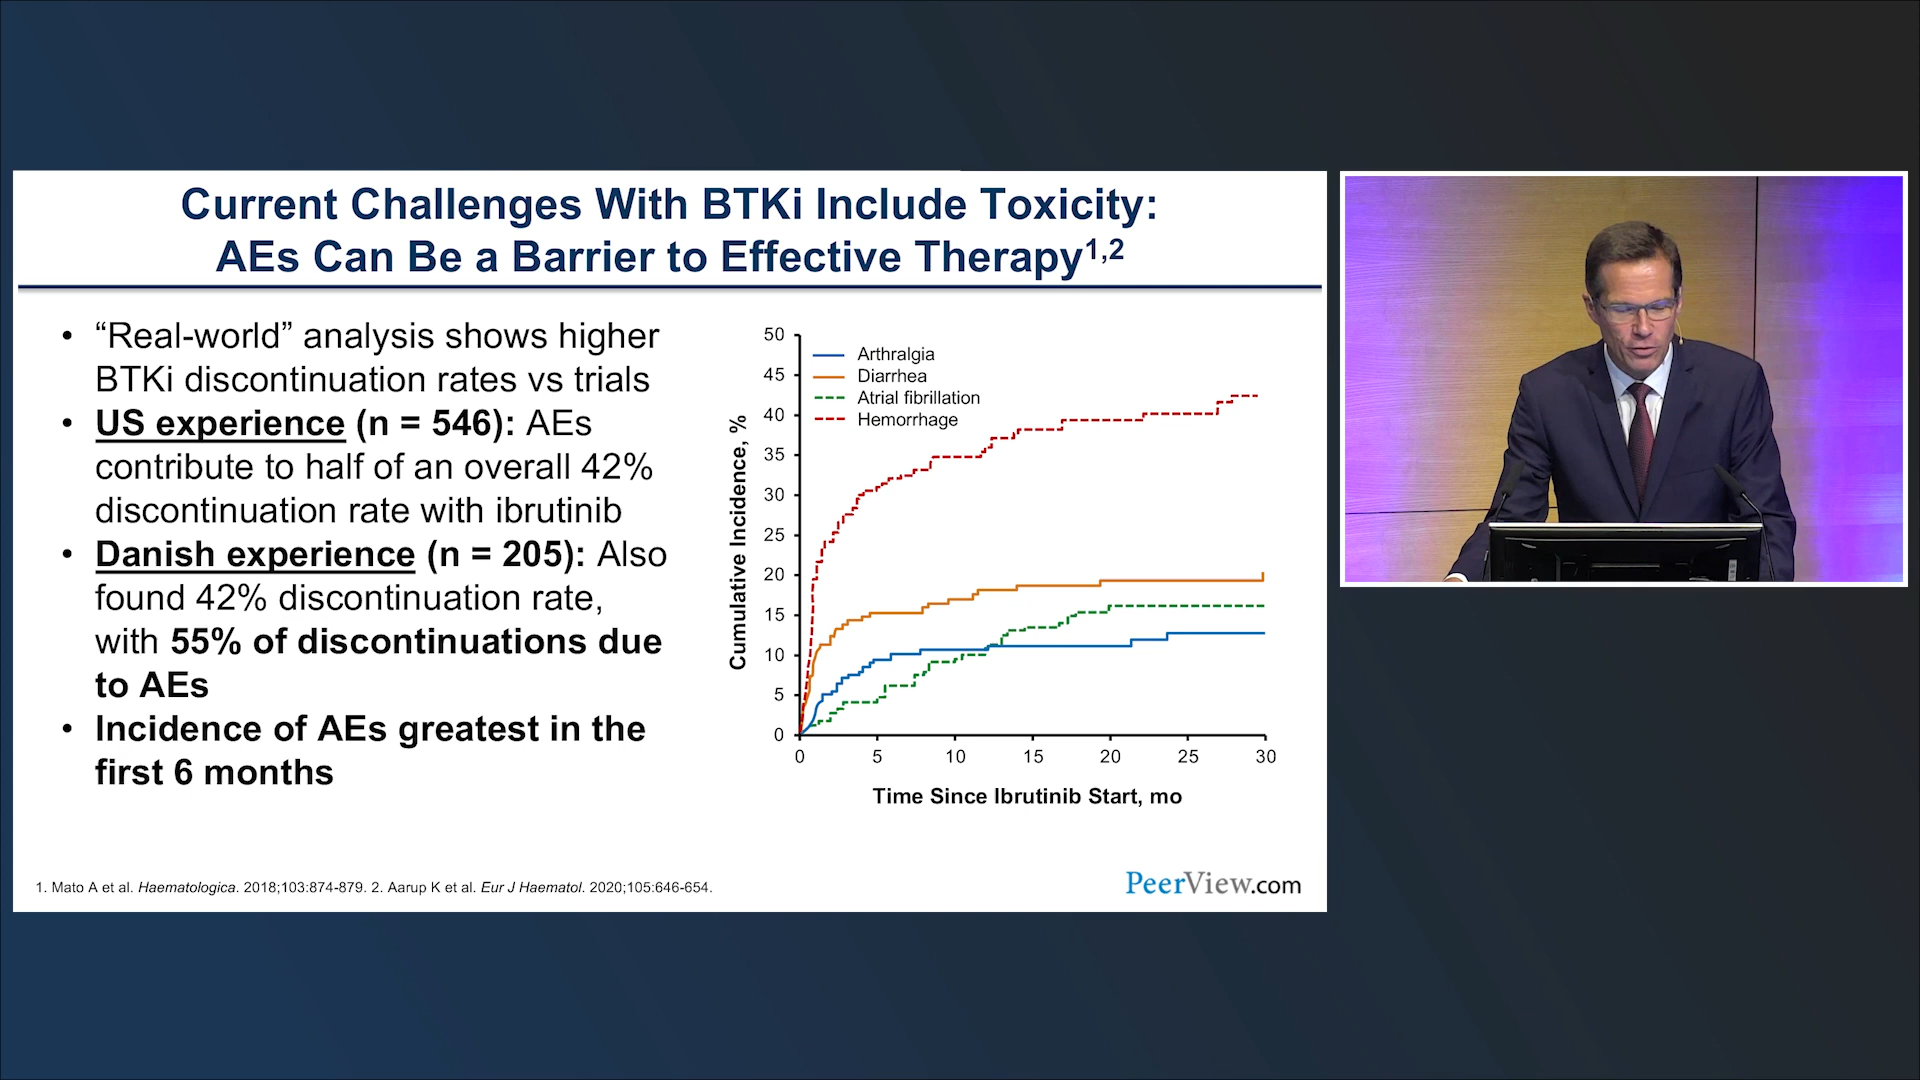 Current Challenges With BTKi Include Toxicity:
AEs Can Be a Barrier to Effective Therapy1,2
• “Real-world” analysis shows higher
BTKi discontinuation rates vs trials
• US experience (n = 546): AEs
contribute to half of an overall 42%
discontinuation rate with ibrutinib
• Danish experience (n = 205): Also
found 42% discontinuation rate,
with 55% of discontinuations due
to AEs
• Incidence of AEs greatest in the
first 6 months
Cumulative Incidence, %
50
45
40
35
30
25
20
15
10
5
0
Arthralgia
Diarrhea
Atrial fibrillation
Hemorrhage
0 5 10 15 20 25 30
Time Since Ibrutinib Start, mo
1. Mato A et al. Haematologica. 2018;103:874-879. 2. Aarup K et al. Eur J Haematol. 2020;105:646-654.
PeerView.com